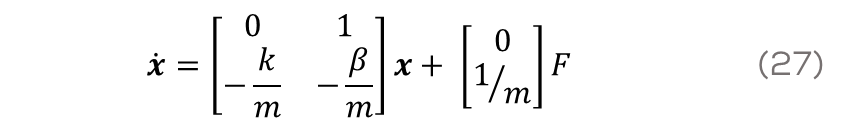 ẋ = [0 1; −k/m −β/m] x + [0; 1/m] F (27)